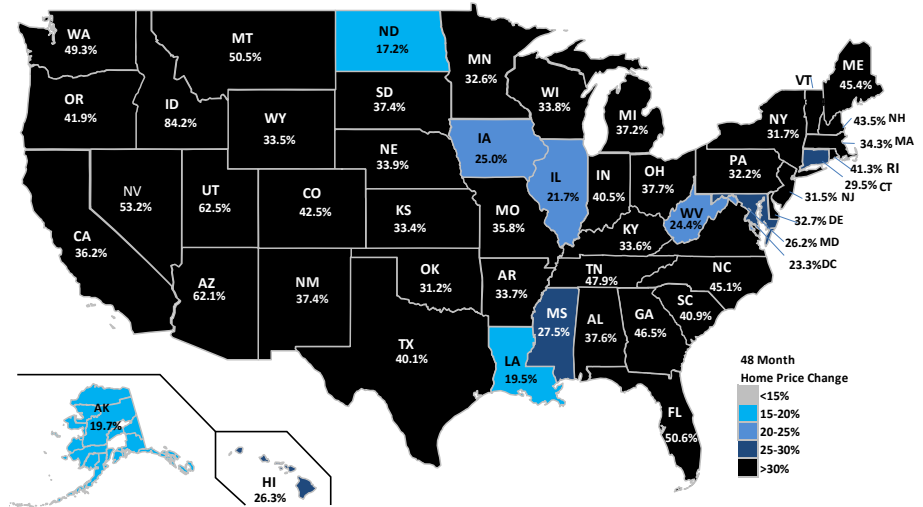 WA
49.3%
MT
50.5%
ND
17.2%
MN
32.6%
OR
41.9%
ID
84.2%
WY
33.5%
SD
37.4%
WI
33.8%
MI
37.2%
VT
ME
45.4%
NY
31.7%
43.5% NH
34.3% MA
41.3% RI
29.5% CT
31.5% NJ
32.7% DE
26.2% MD
23.3%DC
NV
53.2%
UT
62.5%
CO
42.5%
NE
33.9%
IA
25.0%
IL
21.7%
IN
40.5%
OH
37.7%
PA
32.2%
WV
24.4%
CA
36.2%
KS
33.4%
MO
35.8%
KY
33.6%
AZ
62.1%
NM
37.4%
OK
31.2%
AR
33.7%
TN
47.9%
NC
45.1%
SC
40.9%
TX
40.1%
LA
19.5%
MS
27.5%
AL
37.6%
GA
46.5%
FL
50.6%
AK
19.7%
HI
26.3%
48 Month
Home Price Change
<15%
15-20%
20-25%
25-30%
>30%